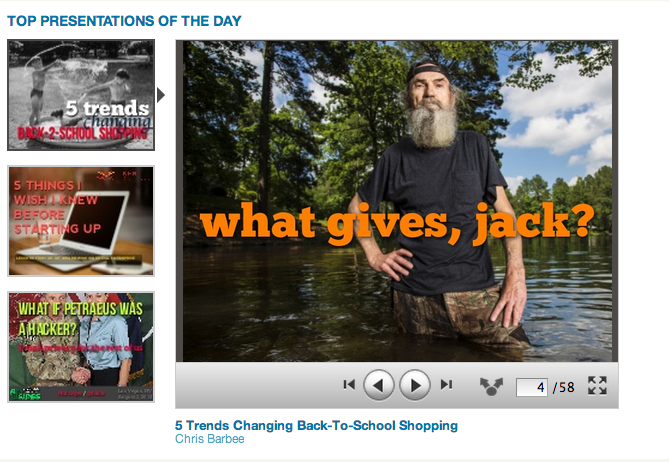 TOP PRESENTATIONS OF THE DAY
5 trends
changing
BACK-2-SCHOOL SHOPPING
5 THINGS I
WISH I KNEW
BEFORE
STARTING UP
WHAT IF PETRAEUS WAS
A HACKER?
what gives, jack?
4 /58
5 Trends Changing Back-To-School Shopping
Chris Barbee